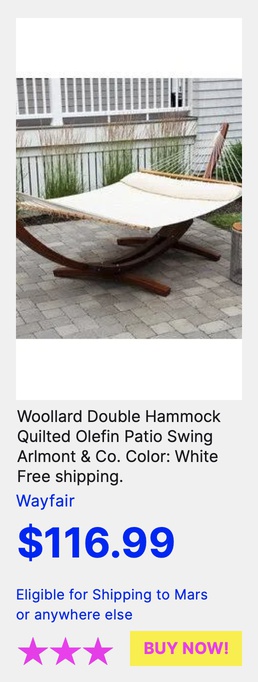 Woollard Double Hammock
Quilted Olefin Patio Swing
Arlmont & Co. Color: White
Free shipping.
Wayfair
$116.99
Eligible for Shipping to Mars
or anywhere else
BUY NOW!